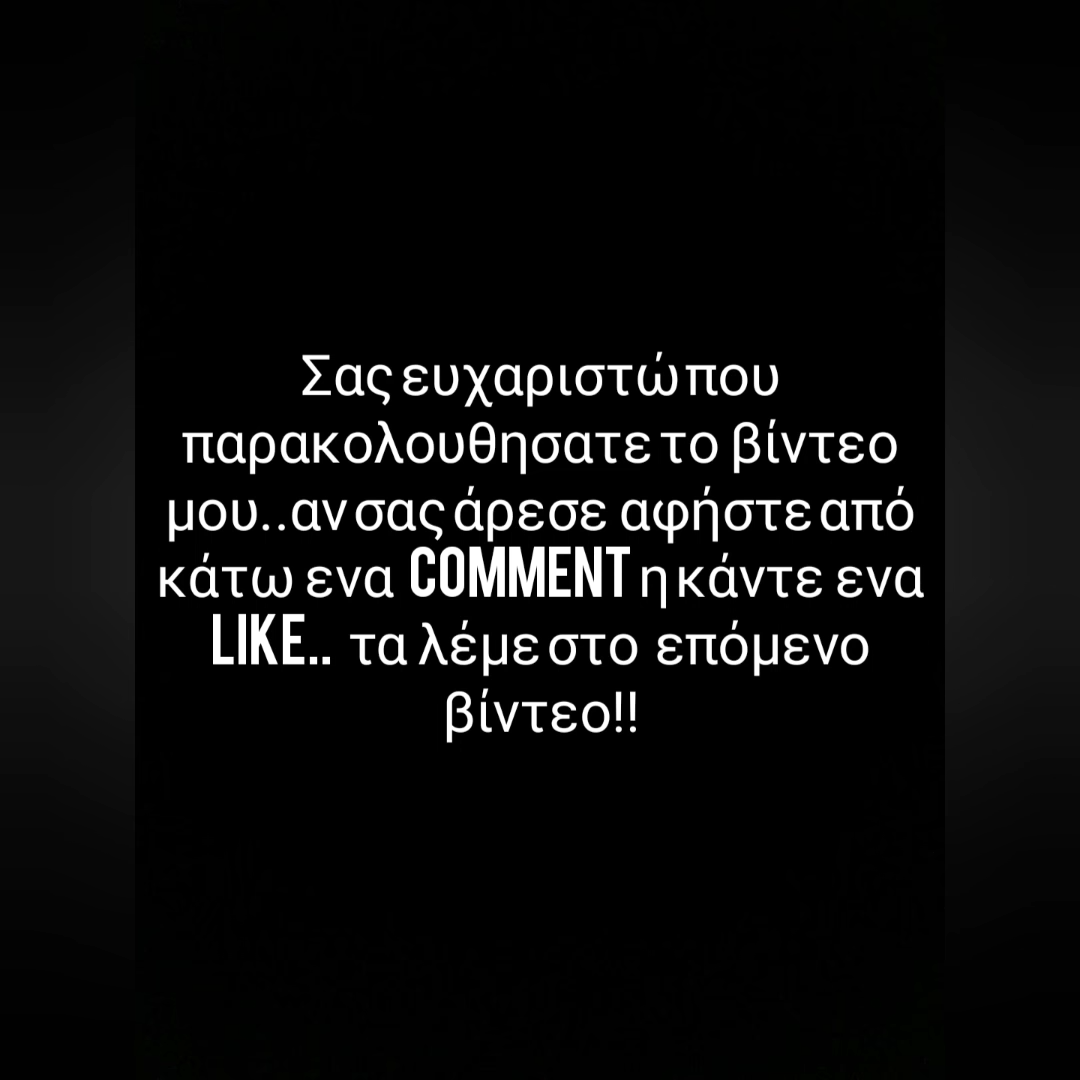 Σας ευχαριστώ που
παρακολουθησατε το βίντεο
μου..αν σας άρεσε αφήστε από
κάτω ενα COMMENT η κάντε ενα
LIKE.. τα λέμε στο επόμενο
βίντεο!!